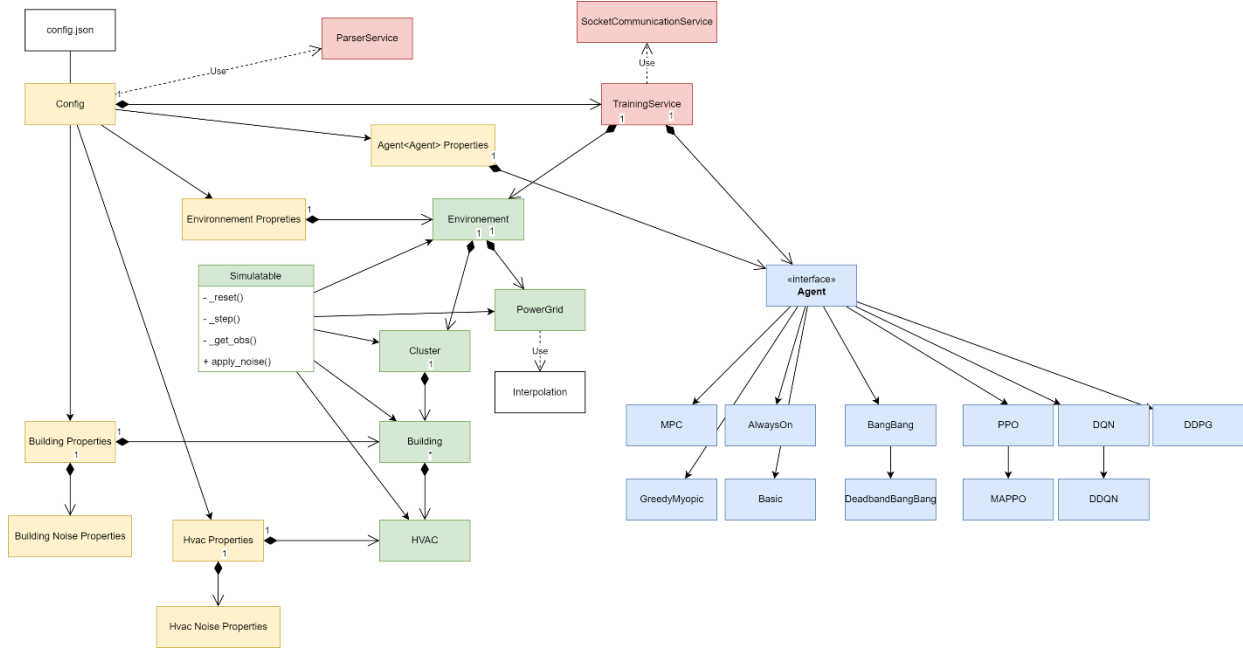 config.json
ParserService
SocketCommunicationService
Use
Use
Config
1
TrainingService
1
1
Agent<Agent> Properties
1
Environnement Propreties
1
Environement
1
1
«interface»
Agent
Simulatable
- _reset()
- _step()
- _get_obs()
+ apply_noise()
PowerGrid
Use
Cluster
1
Interpolation
MPC
AlwaysOn
BangBang
PPO
DQN
DDPG
Building Properties
1
1
Building
*
GreedyMyopic
Basic
DeadbandBangBang
MAPPO
DDQN
Building Noise Properties
Hvac Properties
1
1
HVAC
Hvac Noise Properties